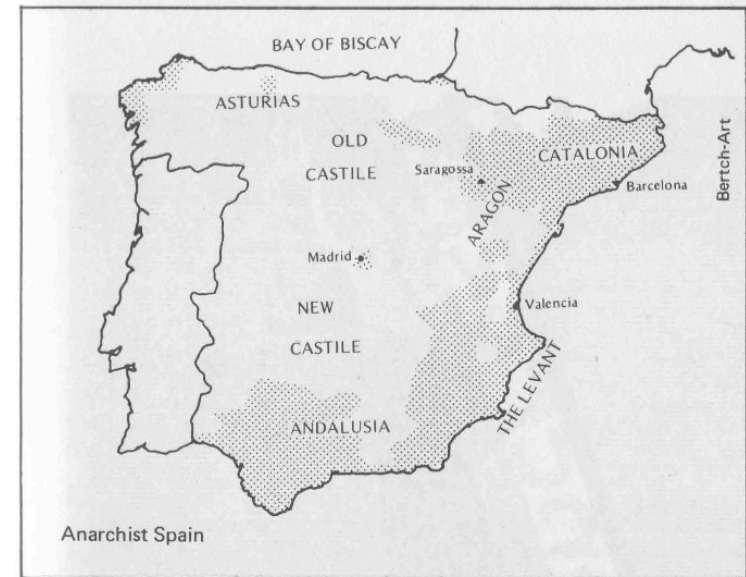 BAY OF BISCAY
ASTURIAS
OLD
CASTILE
CATALONIA
Saragossa
Barcelona
ARAGON
Bertch-Art
Madrid
NEW
CASTILE
Valencia
THE LEVANT
ANDALUSIA
Anarchist Spain